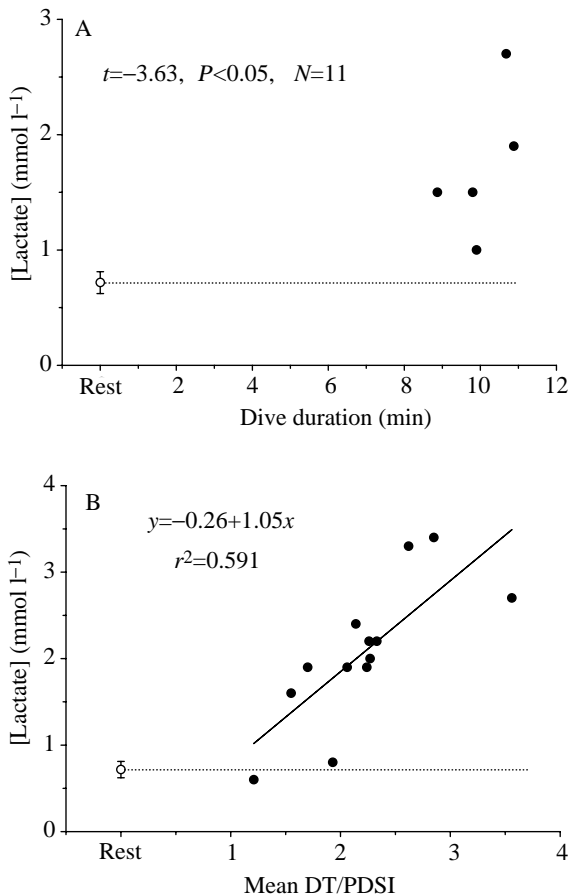 A
t=−3.63, P<0.05, N=11
[Lactate] (mmol l⁻¹)
3
2
1
0
Rest 2 4 6 8 10 12
Dive duration (min)
B
y=−0.26+1.05x
r²=0.591
[Lactate] (mmol l⁻¹)
4
3
2
1
0
Rest 1 2 3 4
Mean DT/PDSI